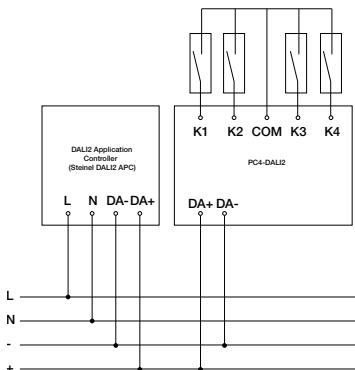 K1 K2 COM K3 K4
DALI2 Application
Controller
(Steinel DALI2 APC)
PC4-DALI2
L N DA- DA+
DA+ DA-
L
N
-
+